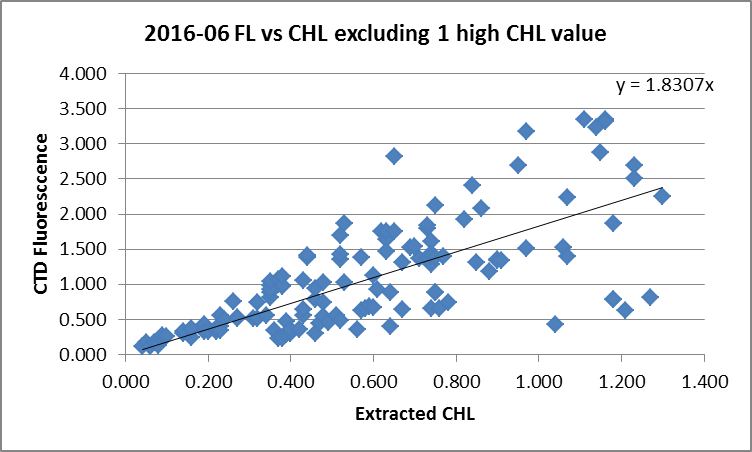 2016-06 FL vs CHL excluding 1 high CHL value
y = 1.8307x
4.000
3.500
3.000
2.500
2.000
1.500
1.000
0.500
0.000
CTD Fluoresccence
0.000 0.200 0.400 0.600 0.800 1.000 1.200 1.400
Extracted CHL